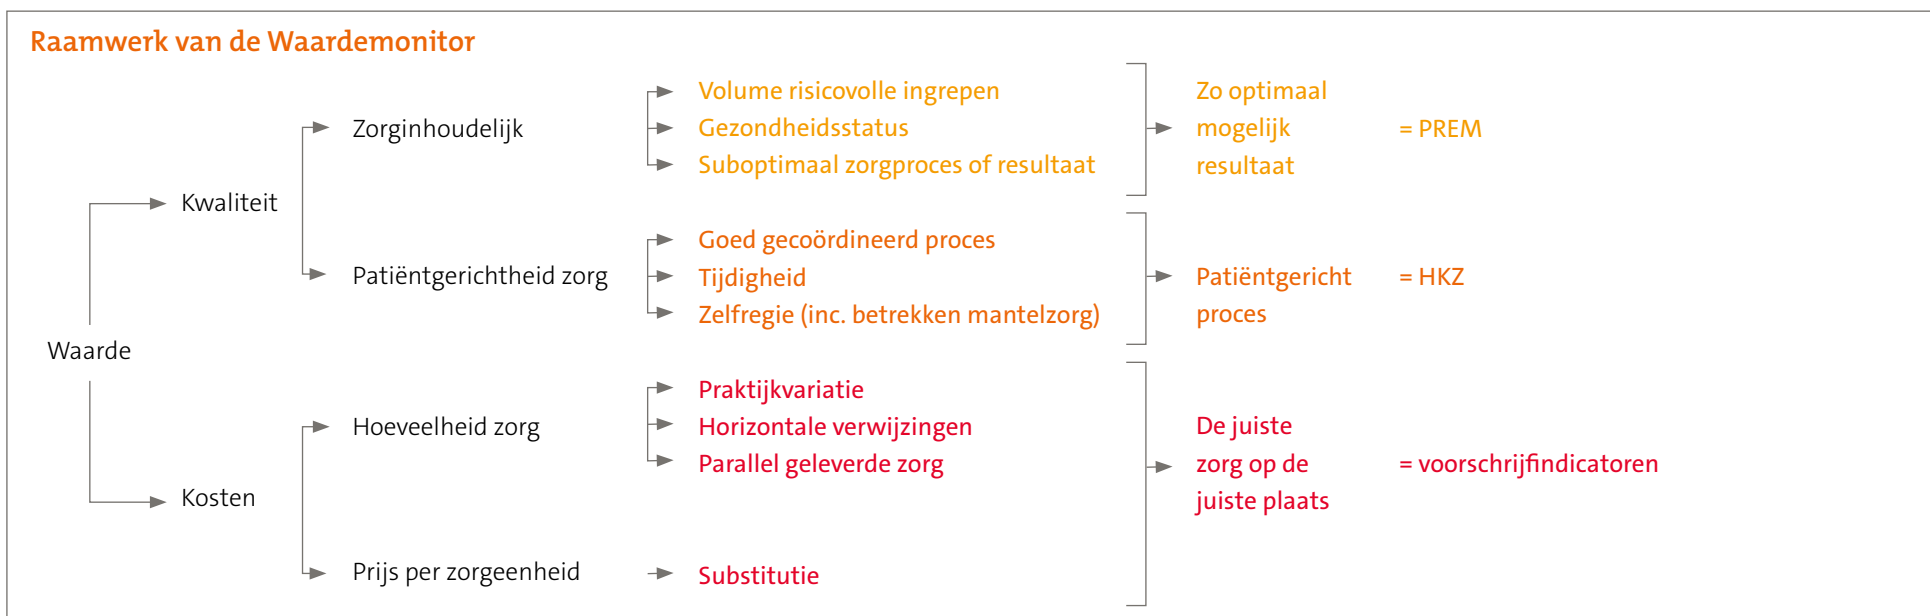 Raamwerk van de Waardemonitor
Waarde
Kwaliteit
Zorginhoudelijk
Volume risicovolle ingrepen
Gezondheidsstatus
Suboptimaal zorgproces of resultaat
Zo optimaal
mogelijk
resultaat
= PREM
Patiëntgerichtheid zorg
Goed gecoördineerd proces
Tijdigheid
Zelfregie (inc. betrekken mantelzorg)
Patiëntgericht
proces
= HKZ
Kosten
Hoeveelheid zorg
Praktijkvariatie
Horizontale verwijzingen
Parallel geleverde zorg
Prijs per zorgeenheid
Substitutie
De juiste
zorg op de
juiste plaats
= voorschrijfindicatoren